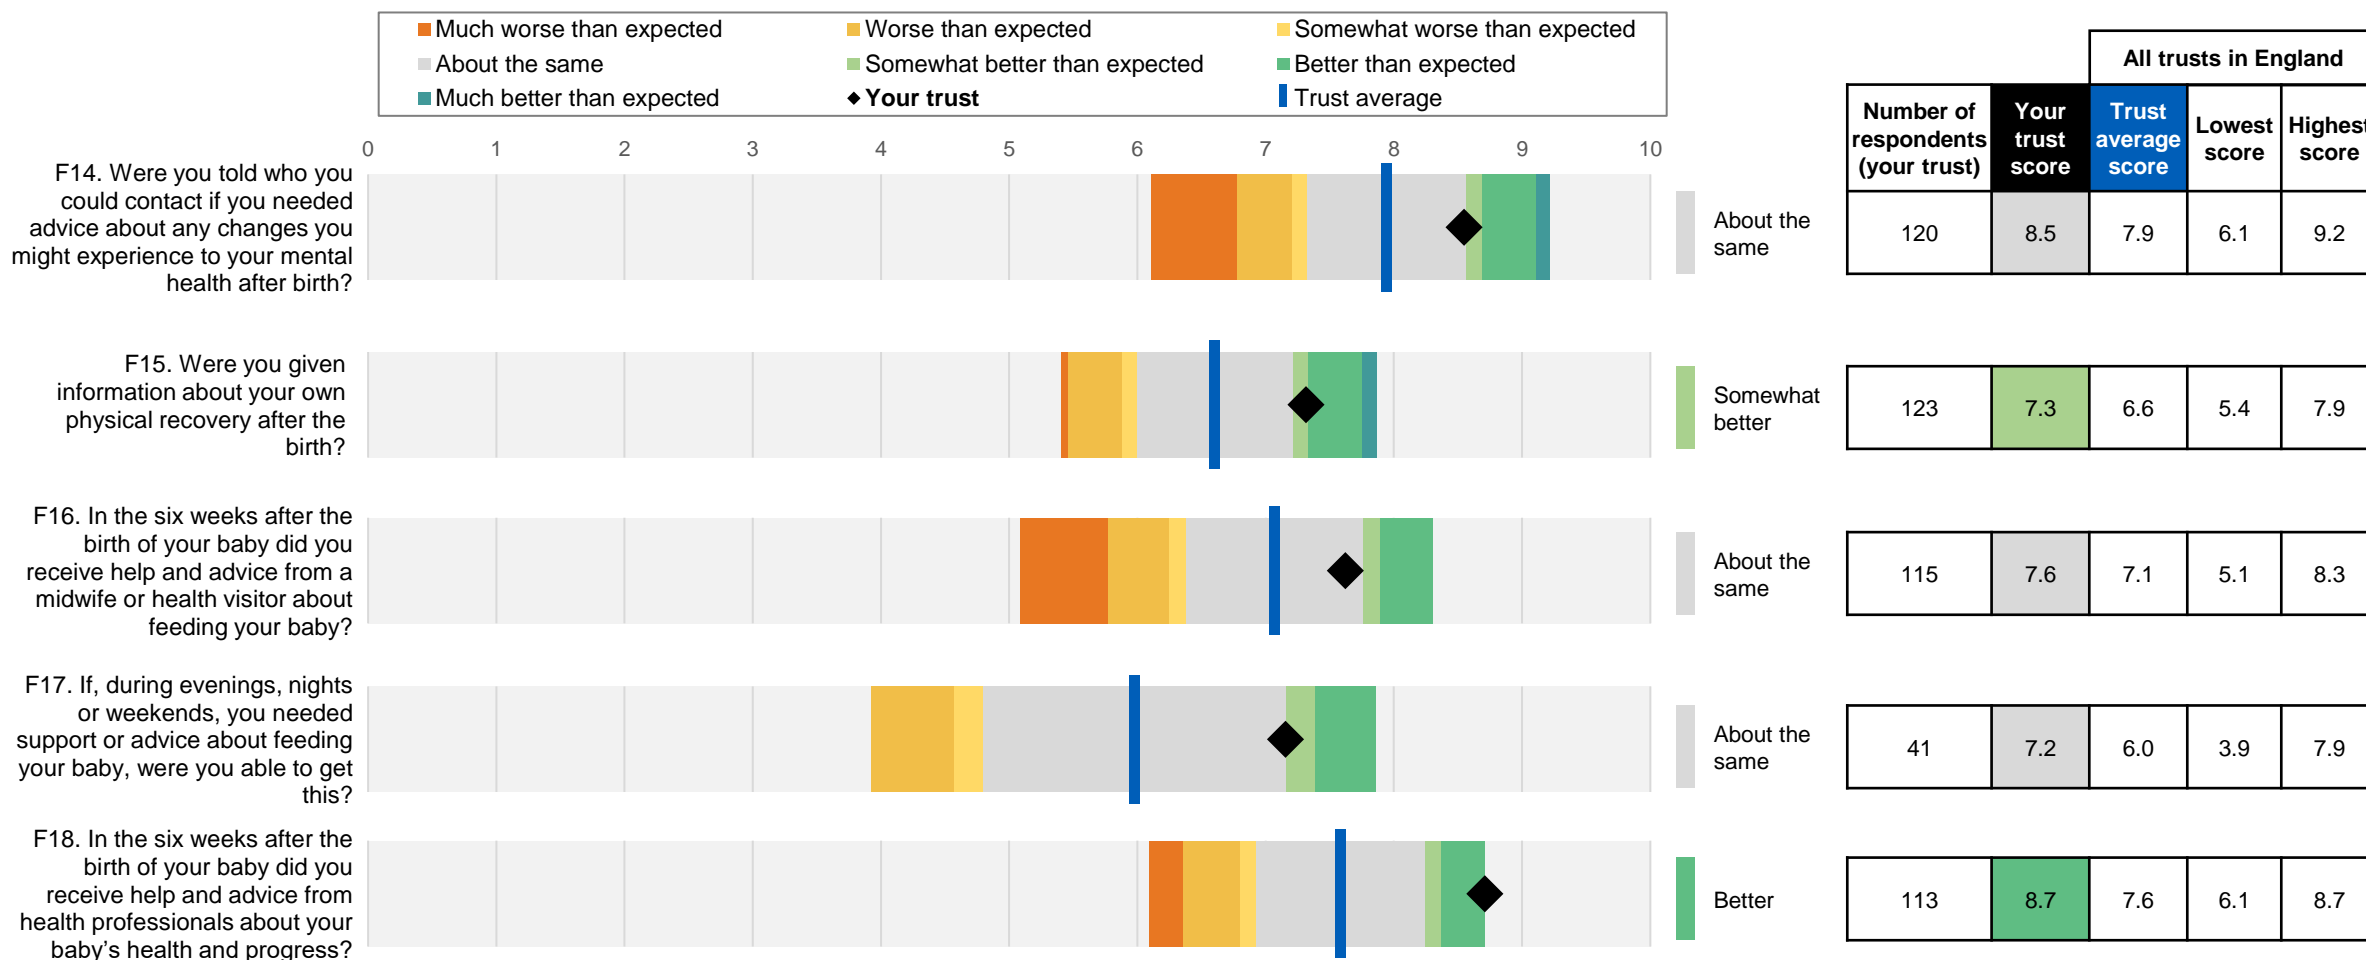 Much worse than expected
Worse than expected
Somewhat worse than expected
About the same
Somewhat better than expected
Better than expected
Much better than expected
Your trust
Trust average
All trusts in England
Number of
respondents
(your trust)
Your
trust
score
Trust
average
score
Lowest
score
Highest
score
0 1 2 3 4 5 6 7 8 9 10
F14. Were you told who you
could contact if you needed
advice about any changes you
might experience to your mental
health after birth?
About the
same
120 8.5 7.9 6.1 9.2
F15. Were you given
information about your own
physical recovery after the
birth?
Somewhat
better
123 7.3 6.6 5.4 7.9
F16. In the six weeks after the
birth of your baby did you
receive help and advice from a
midwife or health visitor about
feeding your baby?
About the
same
115 7.6 7.1 5.1 8.3
F17. If, during evenings, nights
or weekends, you needed
support or advice about feeding
your baby, were you able to get
this?
About the
same
41 7.2 6.0 3.9 7.9
F18. In the six weeks after the
birth of your baby did you
receive help and advice from
health professionals about your
baby’s health and progress?
Better
113 8.7 7.6 6.1 8.7